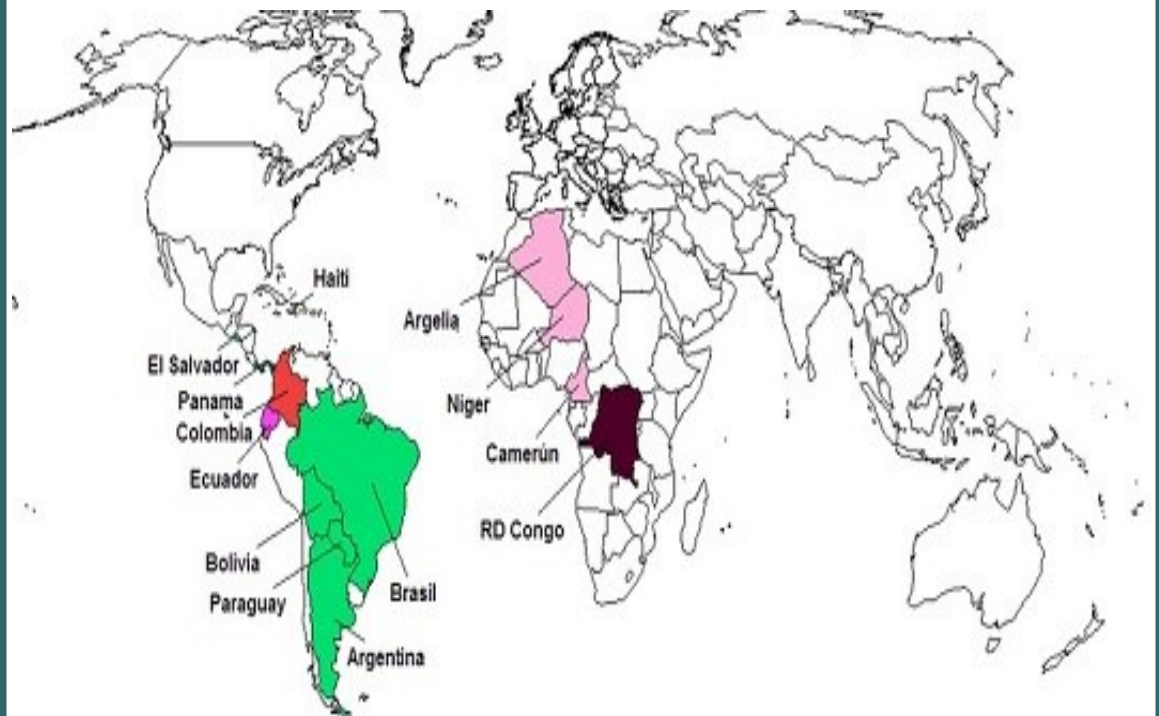 Haiti
El Salvador
Panama
Colombia
Ecuador
Bolivia
Paraguay
Brasil
Argentina
Argelia
Niger
Camerún
RD Congo